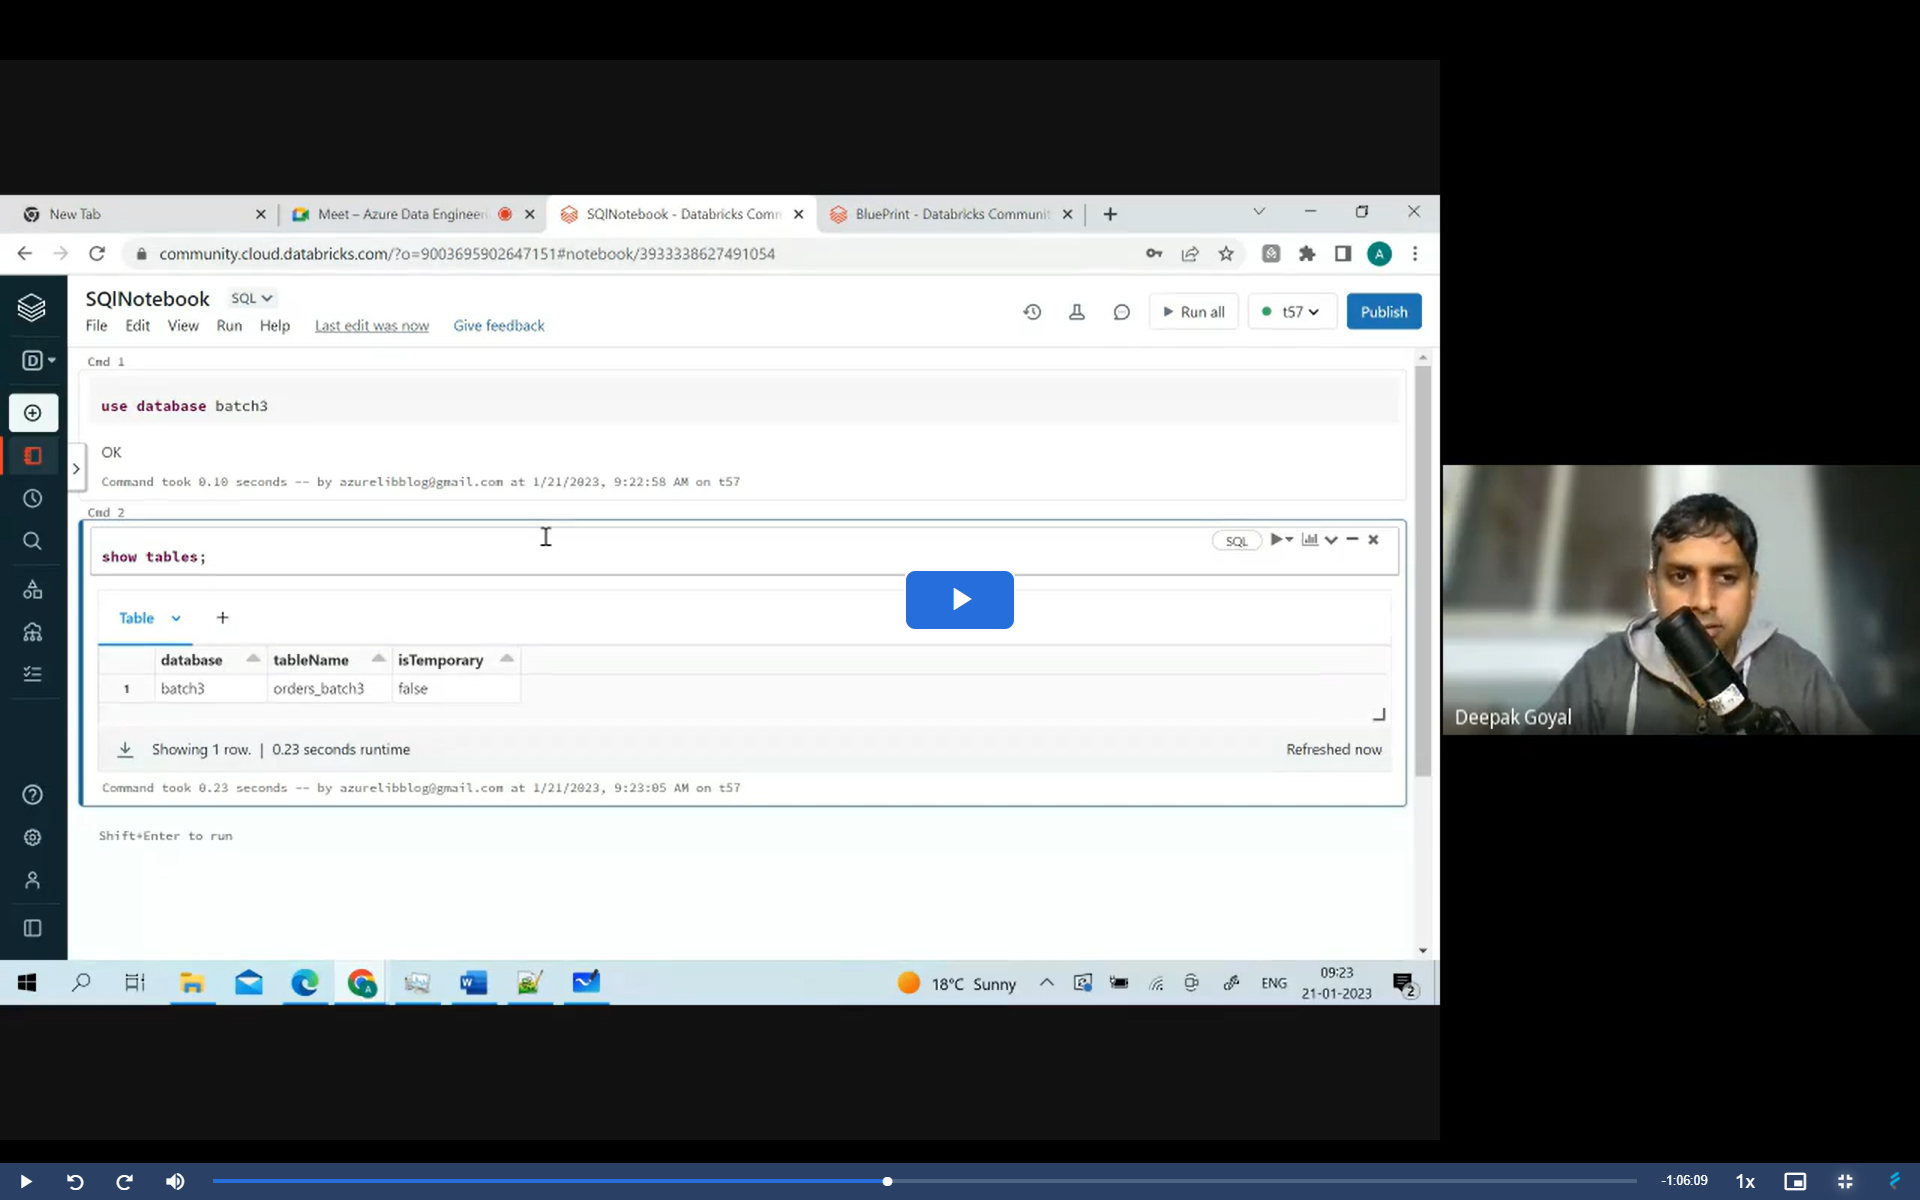 New Tab
Meet – Azure Data Engineeri
SQlNotebook - Databricks Comm
BluePrint - Databricks Communit
community.cloud.databricks.com/?o=9003695902647151#notebook/3933338627491054
A
SQlNotebook SQL
File Edit View Run Help Last edit was now Give feedback
Run all
t57
Publish
D
Cmd 1
use database batch3
OK
Command took 0.10 seconds -- by azurelibblog@gmail.com at 1/21/2023, 9:22:58 AM on t57
Cmd 2
SQL
show tables;
Table
database tableName isTemporary
1 batch3 orders_batch3 false
Showing 1 row. | 0.23 seconds runtime
Refreshed now
Command took 0.23 seconds -- by azurelibblog@gmail.com at 1/21/2023, 9:23:05 AM on t57
Shift+Enter to run
Deepak Goyal
18°C Sunny
ENG
09:23
21-01-2023
2
-1:06:09
1x